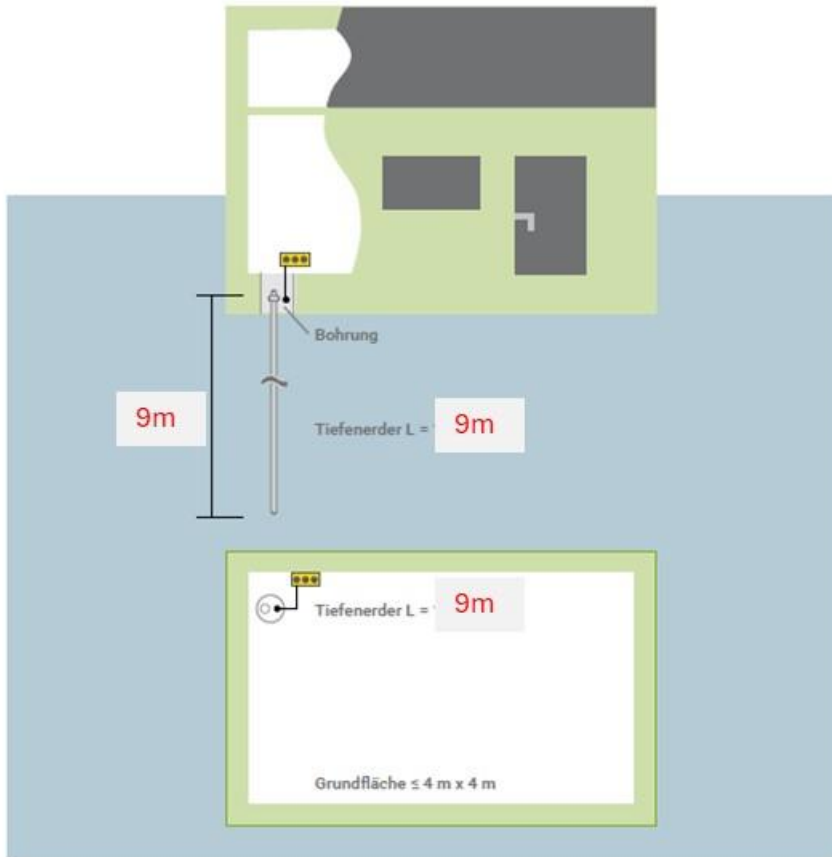 Bohrung
9m
Tiefenerder L = 9m
Tiefenerder L = 9m
Grundfläche ≤ 4 m x 4 m